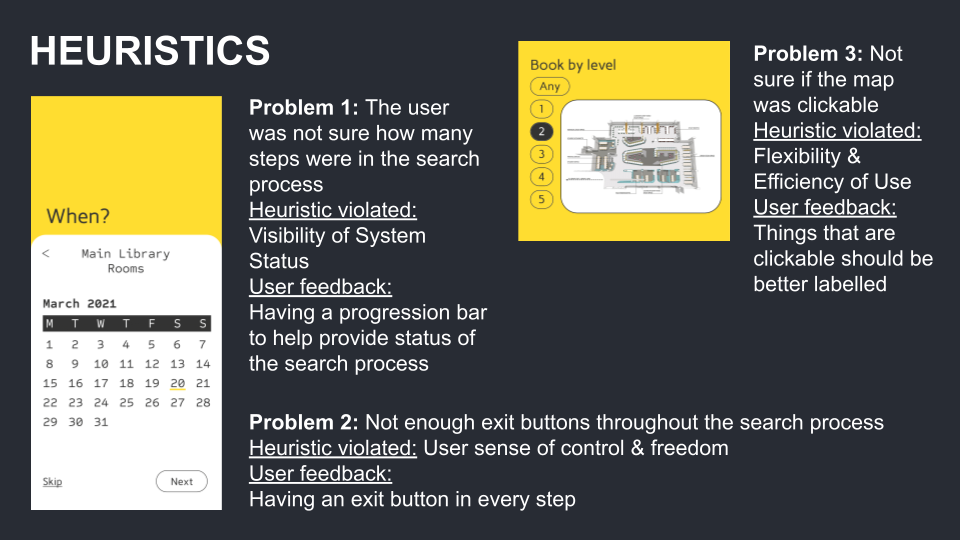 HEURISTICS
When?
< Main Library
Rooms
March 2021
M T W T F S S
1 2 3 4 5 6 7
8 9 10 11 12 13 14
15 16 17 18 19 20 21
22 23 24 25 26 27 28
29 30 31
Skip Next
Problem 1: The user
was not sure how many
steps were in the search
process
Heuristic violated:
Visibility of System
Status
User feedback:
Having a progression bar
to help provide status of
the search process
Problem 2: Not enough exit buttons throughout the search process
Heuristic violated: User sense of control & freedom
User feedback:
Having an exit button in every step
Book by level
Any
1
2
3
4
5
Problem 3: Not
sure if the map
was clickable
Heuristic violated:
Flexibility &
Efficiency of Use
User feedback:
Things that are
clickable should be
better labelled